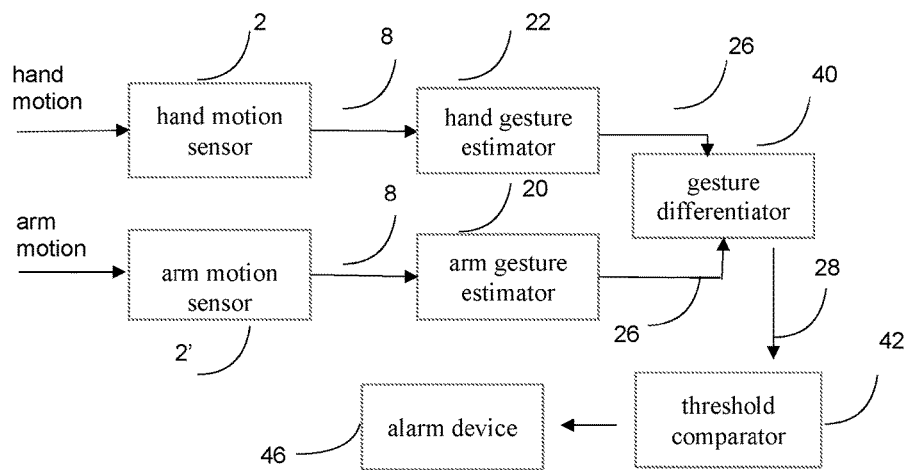 2
8
22
26
40
hand
motion
hand motion
sensor
hand gesture
estimator
gesture
differentiator
arm
motion
8
20
arm motion
sensor
arm gesture
estimator
26
28
2'
42
alarm device
46
threshold
comparator